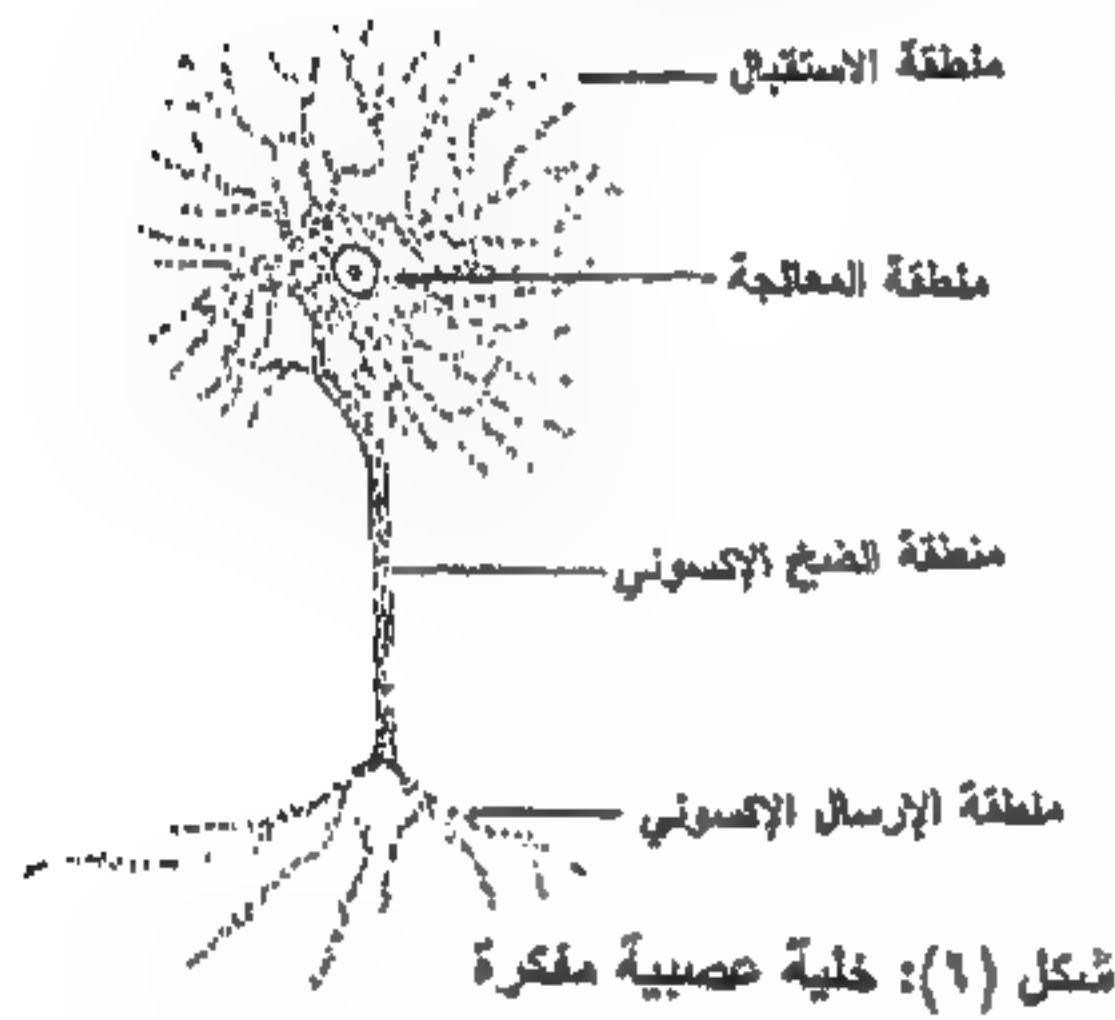 منطقة الاستقبال
منطقة المعالجة
منطقة الضخ الإكسوني
منطقة الإرسال الإكسوني
شكل (٦): خلية عصبية مفكرة